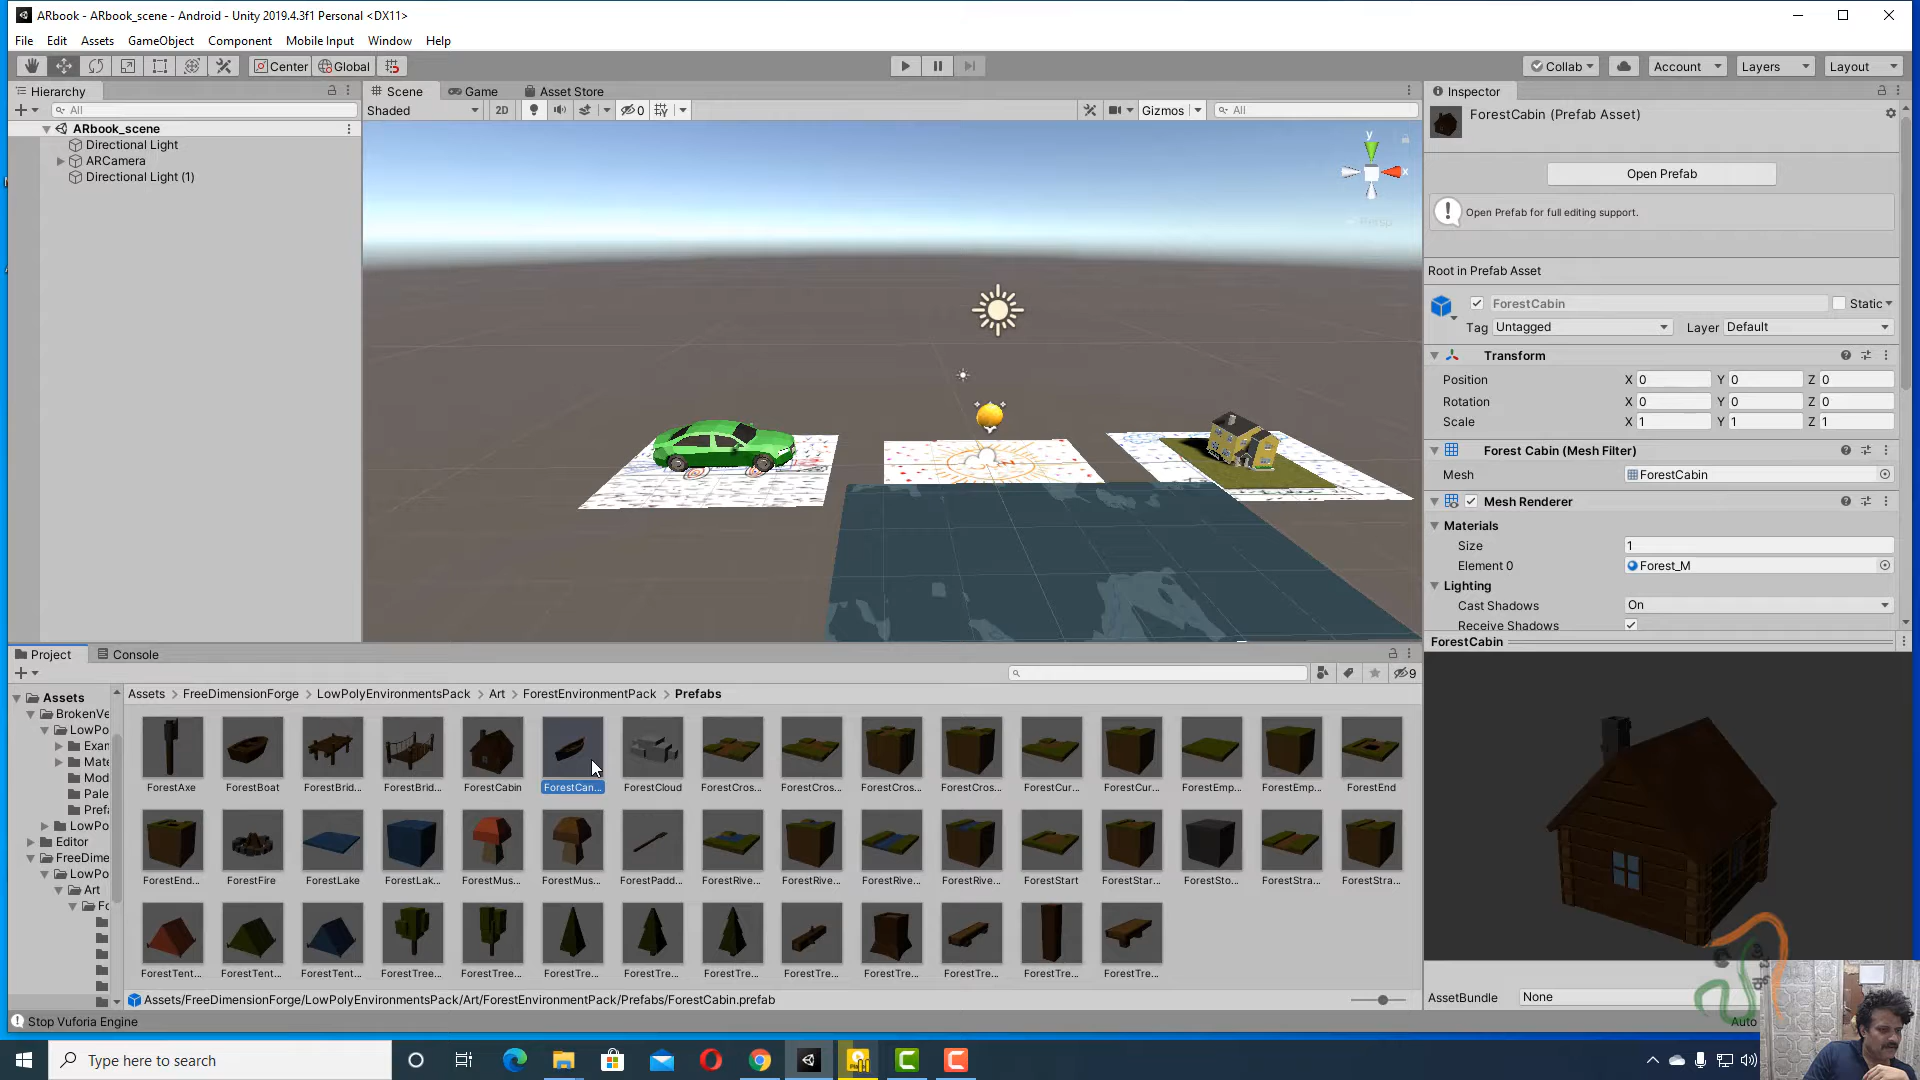 ARbook - ARbook_scene - Android - Unity 2019.4.3f1 Personal <DX11>
File Edit Assets GameObject Component Mobile Input Window Help
Center Global Collab Account Layers Layout
Hierarchy
All
ARbook_scene
Directional Light
ARCamera
Directional Light (1)
Scene Game Asset Store
Shaded 2D 0 Gizmos All
y
x
Persp
Inspector
ForestCabin (Prefab Asset)
Open Prefab
Open Prefab for full editing support.
Root in Prefab Asset
ForestCabin Static
Tag Untagged Layer Default
Transform
Position X 0 Y 0 Z 0
Rotation X 0 Y 0 Z 0
Scale X 1 Y 1 Z 1
Forest Cabin (Mesh Filter)
Mesh ForestCabin
Mesh Renderer
Materials
Size 1
Element 0 Forest_M
Lighting
Cast Shadows On
Receive Shadows
ForestCabin
AssetBundle None
Auto
Project Console
9
Assets > FreeDimensionForge > LowPolyEnvironmentsPack > Art > ForestEnvironmentPack > Prefabs
Assets
BrokenVe
LowPo
Exan
Mate
Mod
Pale
Prefa
LowPo
Editor
FreeDime
LowPo
Art
Fo
ForestAxe ForestBoat ForestBrid... ForestBrid... ForestCabin ForestCan... ForestCloud ForestCros... ForestCros... ForestCros... ForestCros... ForestCur... ForestCur... ForestEmp... ForestEmp... ForestEnd
ForestEnd... ForestFire ForestLake ForestLak... ForestMus... ForestMus... ForestPadd... ForestRive... ForestRive... ForestRive... ForestRive... ForestStart ForestStar... ForestSto... ForestStra... ForestStra...
ForestTent... ForestTent... ForestTent... ForestTree... ForestTree... ForestTre... ForestTre... ForestTre... ForestTre... ForestTre... ForestTre... ForestTre... ForestTre...
Assets/FreeDimensionForge/LowPolyEnvironmentsPack/Art/ForestEnvironmentPack/Prefabs/ForestCabin.prefab
Stop Vuforia Engine
Type here to search